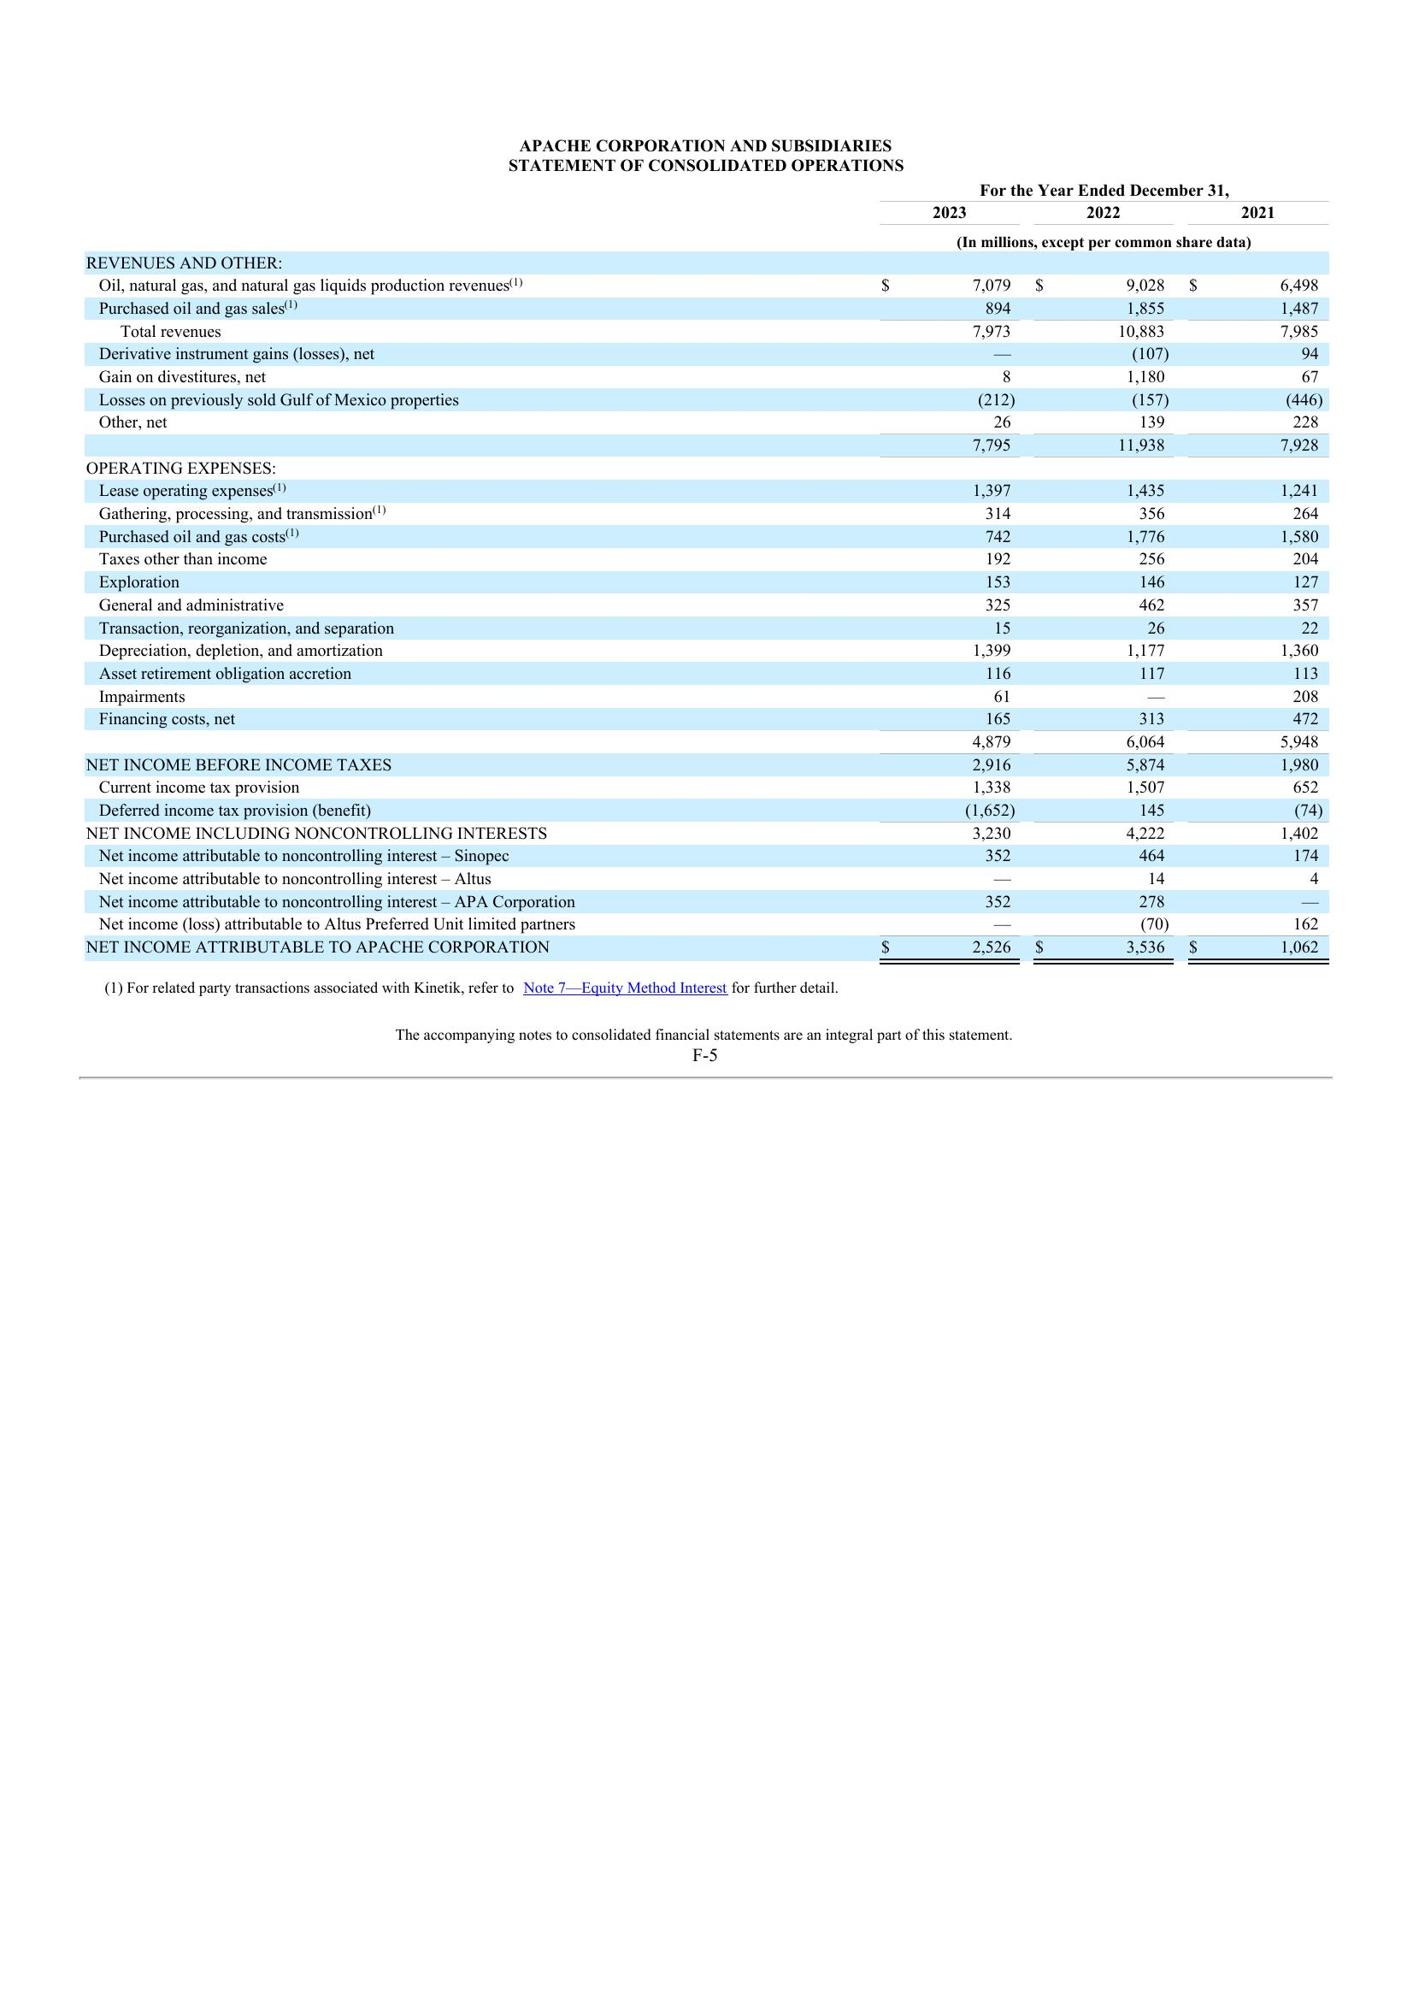 APACHE CORPORATION AND SUBSIDIARIES
STATEMENT OF CONSOLIDATED OPERATIONS
For the Year Ended December 31,
2023 2022 2021
(In millions, except per common share data)
REVENUES AND OTHER:
Oil, natural gas, and natural gas liquids production revenues(1) $ 7,079 $ 9,028 $ 6,498
Purchased oil and gas sales(1) 894 1,855 1,487
Total revenues 7,973 10,883 7,985
Derivative instrument gains (losses), net — (107) 94
Gain on divestitures, net 8 1,180 67
Losses on previously sold Gulf of Mexico properties (212) (157) (446)
Other, net 26 139 228
7,795 11,938 7,928
OPERATING EXPENSES:
Lease operating expenses(1) 1,397 1,435 1,241
Gathering, processing, and transmission(1) 314 356 264
Purchased oil and gas costs(1) 742 1,776 1,580
Taxes other than income 192 256 204
Exploration 153 146 127
General and administrative 325 462 357
Transaction, reorganization, and separation 15 26 22
Depreciation, depletion, and amortization 1,399 1,177 1,360
Asset retirement obligation accretion 116 117 113
Impairments 61 — 208
Financing costs, net 165 313 472
4,879 6,064 5,948
NET INCOME BEFORE INCOME TAXES 2,916 5,874 1,980
Current income tax provision 1,338 1,507 652
Deferred income tax provision (benefit) (1,652) 145 (74)
NET INCOME INCLUDING NONCONTROLLING INTERESTS 3,230 4,222 1,402
Net income attributable to noncontrolling interest – Sinopec 352 464 174
Net income attributable to noncontrolling interest – Altus — 14 4
Net income attributable to noncontrolling interest – APA Corporation 352 278 —
Net income (loss) attributable to Altus Preferred Unit limited partners — (70) 162
NET INCOME ATTRIBUTABLE TO APACHE CORPORATION $ 2,526 $ 3,536 $ 1,062
(1) For related party transactions associated with Kinetik, refer to Note 7—Equity Method Interest for further detail.
The accompanying notes to consolidated financial statements are an integral part of this statement.
F-5